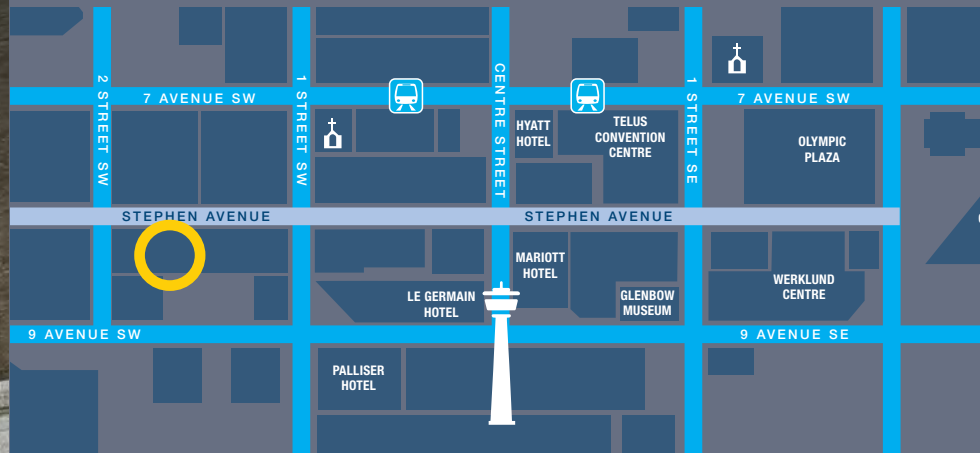 2 STREET SW
1 STREET SW
CENTRE STREET
1 STREET SE
7 AVENUE SW
7 AVENUE SW
HYATT
HOTEL
TELUS
CONVENTION
CENTRE
OLYMPIC
PLAZA
STEPHEN AVENUE
STEPHEN AVENUE
MARIOTT
HOTEL
LE GERMAIN
HOTEL
GLENBOW
MUSEUM
WERKLUND
CENTRE
9 AVENUE SW
9 AVENUE SE
PALLISER
HOTEL